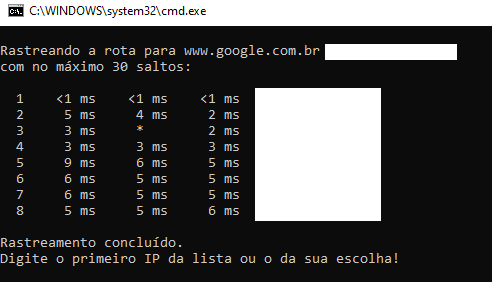 C:\WINDOWS\system32\cmd.exe
Rastreando a rota para www.google.com.br
com no máximo 30 saltos:
1 <1 ms <1 ms <1 ms
2 5 ms 4 ms 2 ms
3 3 ms * 2 ms
4 3 ms 3 ms 3 ms
5 9 ms 6 ms 5 ms
6 6 ms 5 ms 5 ms
7 6 ms 5 ms 5 ms
8 5 ms 5 ms 6 ms
Rastreamento concluído.
Digite o primeiro IP da lista ou o da sua escolha!